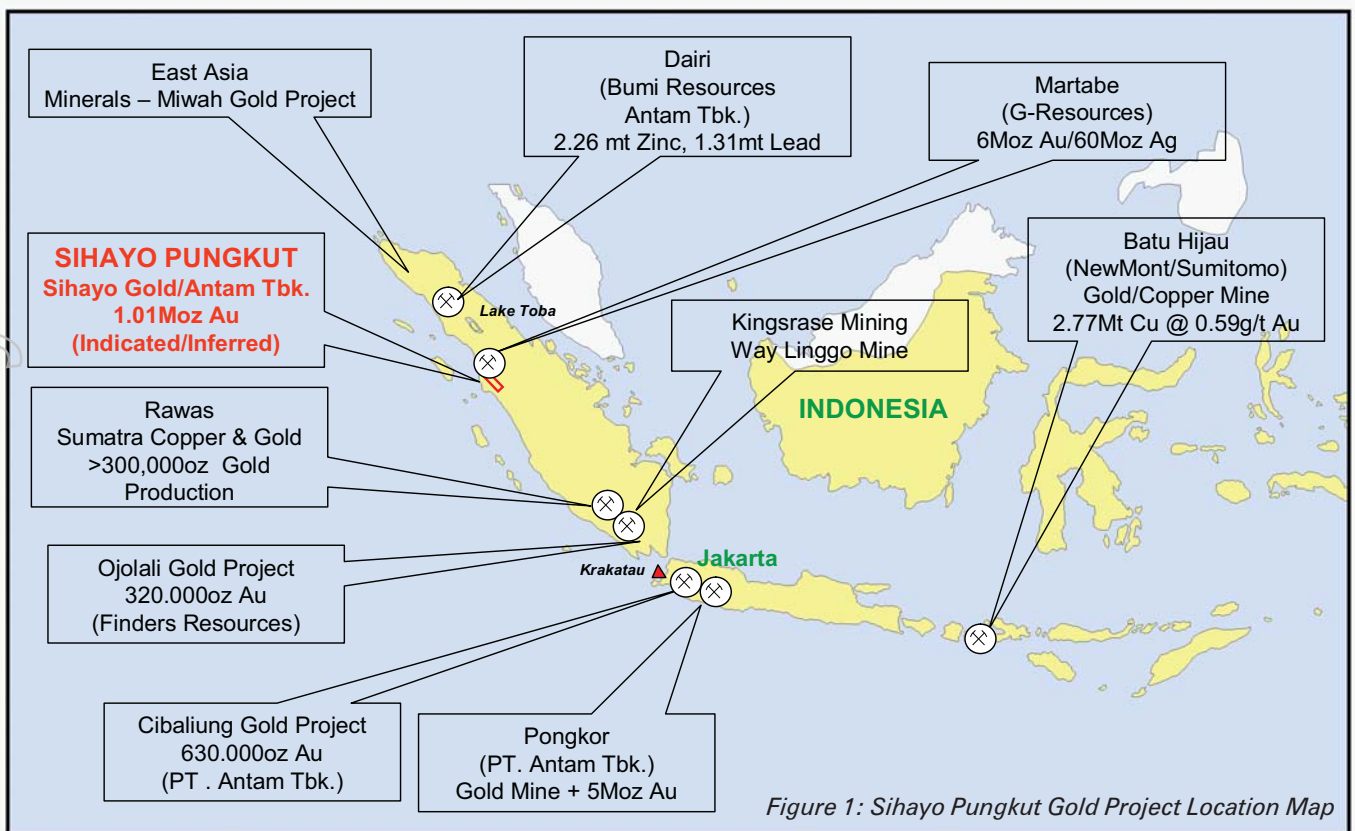 East Asia
Minerals – Miwah Gold Project
Dairi
(Bumi Resources
Antam Tbk.)
2.26 mt Zinc, 1.31mt Lead
Martabe
(G-Resources)
6Moz Au/60Moz Ag
SIHAYO PUNGKUT
Sihayo Gold/Antam Tbk.
1.01Moz Au
(Indicated/Inferred)
Lake Toba
Kingsrase Mining
Way Linggo Mine
Batu Hijau
(NewMont/Sumitomo)
Gold/Copper Mine
2.77Mt Cu @ 0.59g/t Au
INDONESIA
Rawas
Sumatra Copper & Gold
>300,000oz Gold
Production
Ojolali Gold Project
320.000oz Au
(Finders Resources)
Krakatau
Jakarta
Cibaliung Gold Project
630.000oz Au
(PT . Antam Tbk.)
Pongkor
(PT. Antam Tbk.)
Gold Mine + 5Moz Au
Figure 1: Sihayo Pungkut Gold Project Location Map